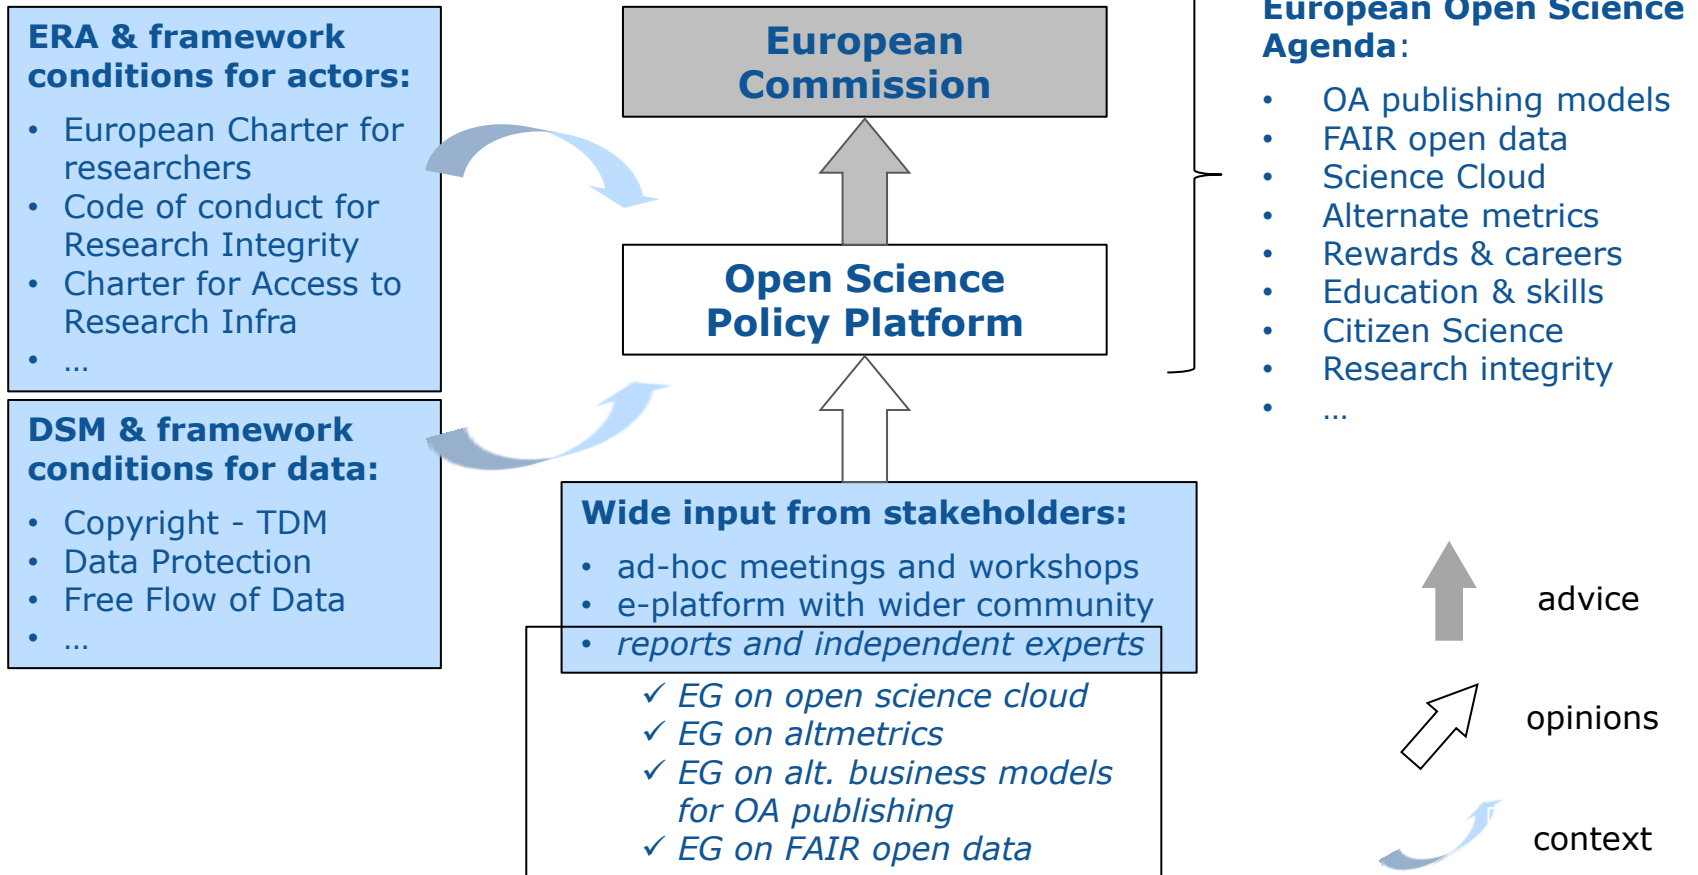 ERA & framework
conditions for actors:
• European Charter for
researchers
• Code of conduct for
Research Integrity
• Charter for Access to
Research Infra
• …
DSM & framework
conditions for data:
• Copyright - TDM
• Data Protection
• Free Flow of Data
• …
European
Commission
Open Science
Policy Platform
Wide input from stakeholders:
• ad-hoc meetings and workshops
• e-platform with wider community
• reports and independent experts
✓ EG on open science cloud
✓ EG on altmetrics
✓ EG on alt. business models
for OA publishing
✓ EG on FAIR open data
European Open Science
Agenda:
• OA publishing models
• FAIR open data
• Science Cloud
• Alternate metrics
• Rewards & careers
• Education & skills
• Citizen Science
• Research integrity
• …
advice
opinions
context